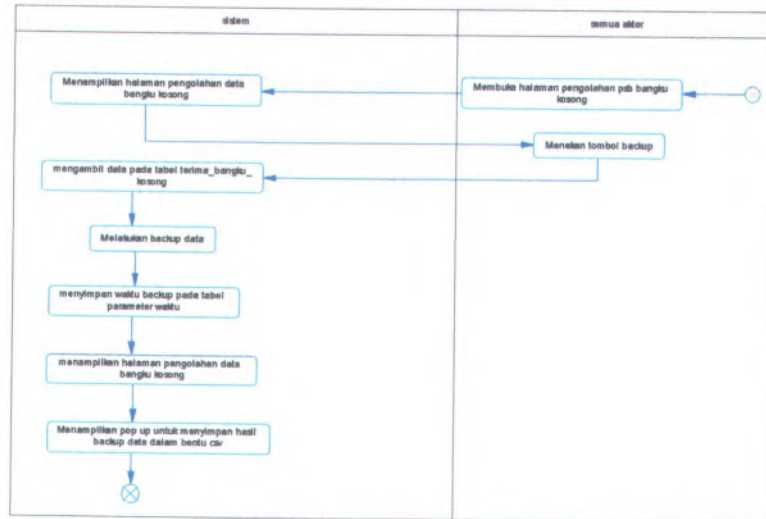 sistem
semua aktor
Menampilkan halaman pengolahan data
bangku kosong
Membuka halaman pengolahan psb bangku
kosong
Menekan tombol backup
mengambil data pada tabel terima_bangku_
kosong
Melakukan backup data
menyimpan waktu backup pada tabel
parameter waktu
menampilkan halaman pengolahan data
bangku kosong
Menampilkan pop up untuk menyimpan hasil
backup data dalam bentu csv